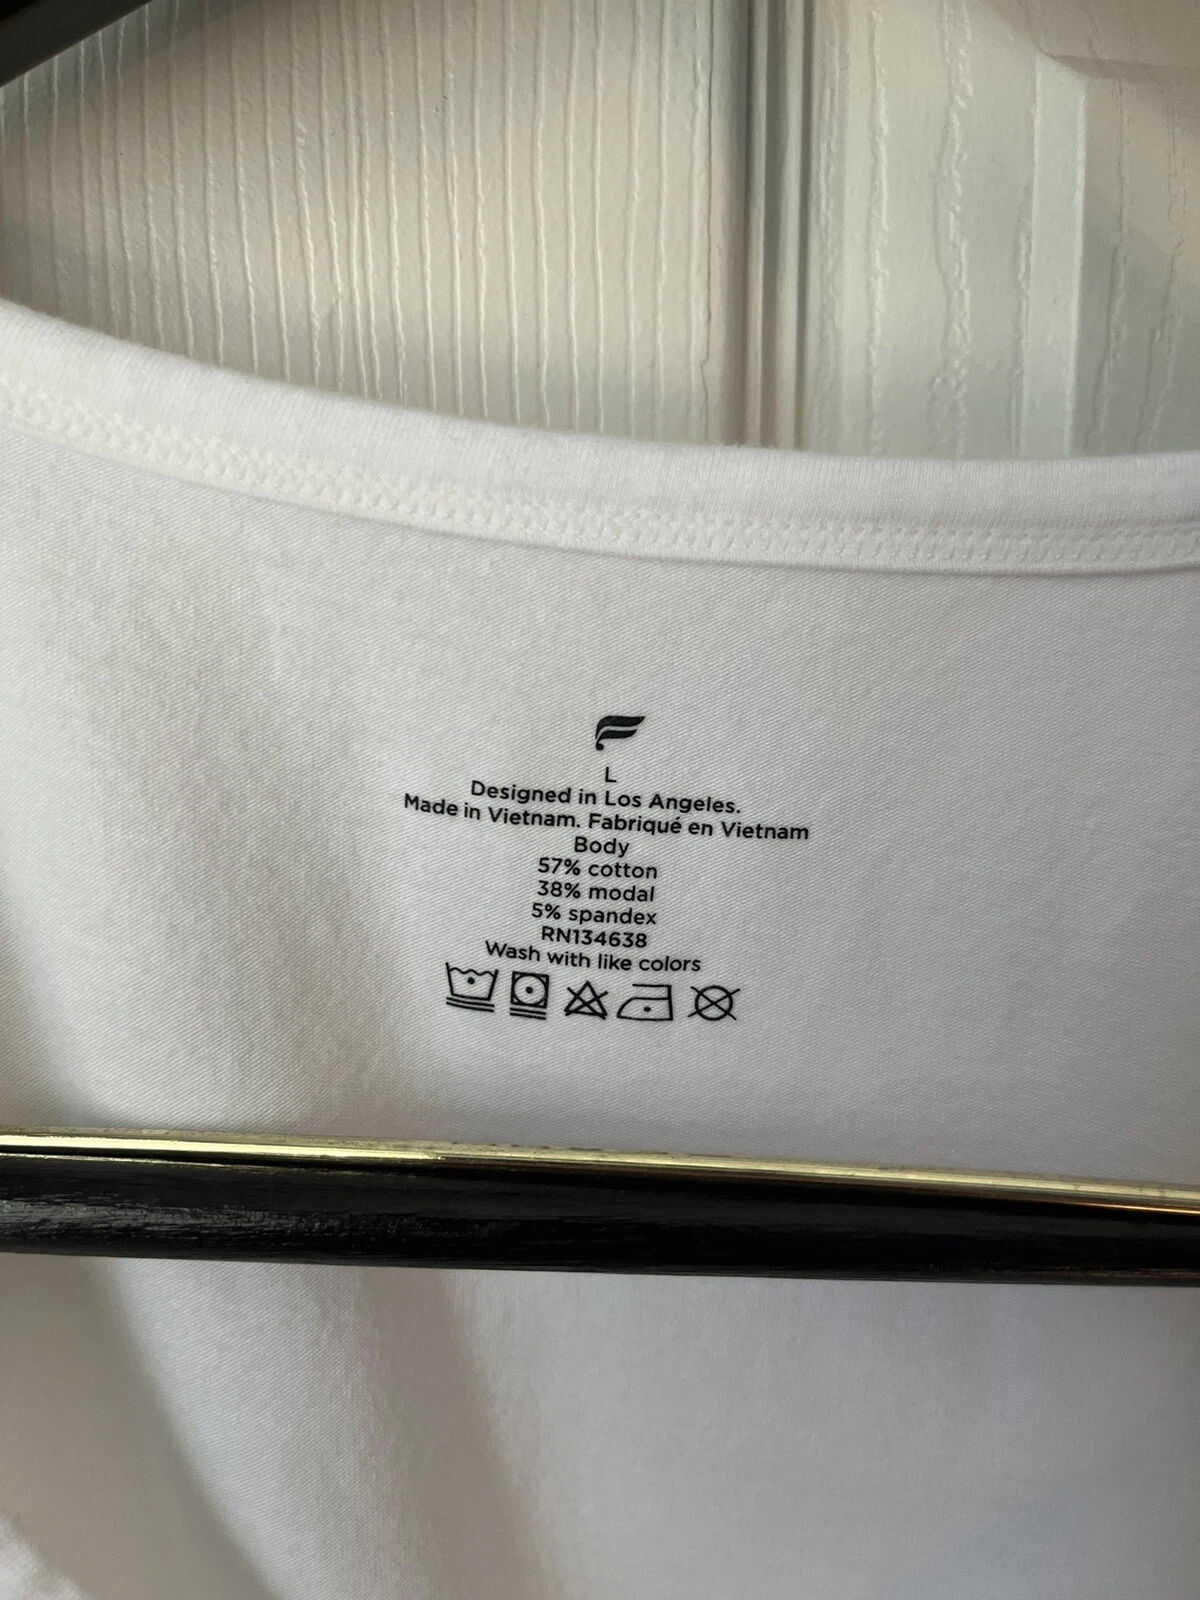 L
Designed in Los Angeles.
Made in Vietnam. Fabriqué en Vietnam
Body
57% cotton
38% modal
5% spandex
RN134638
Wash with like colors